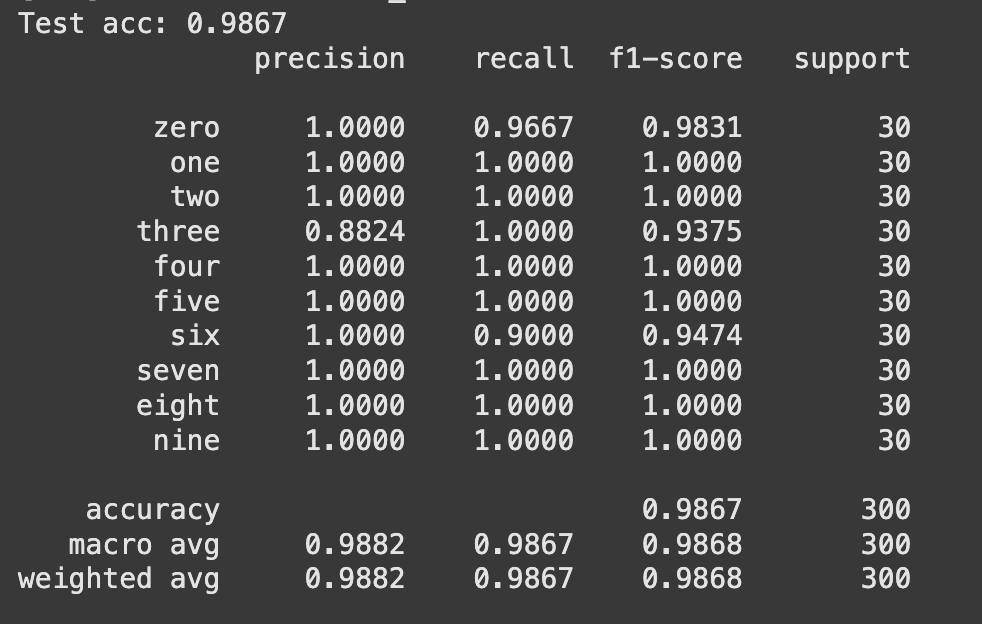 Test acc: 0.9867
precision recall f1-score support
zero 1.0000 0.9667 0.9831 30
one 1.0000 1.0000 1.0000 30
two 1.0000 1.0000 1.0000 30
three 0.8824 1.0000 0.9375 30
four 1.0000 1.0000 1.0000 30
five 1.0000 1.0000 1.0000 30
six 1.0000 0.9000 0.9474 30
seven 1.0000 1.0000 1.0000 30
eight 1.0000 1.0000 1.0000 30
nine 1.0000 1.0000 1.0000 30
accuracy 0.9867 300
macro avg 0.9882 0.9867 0.9868 300
weighted avg 0.9882 0.9867 0.9868 300